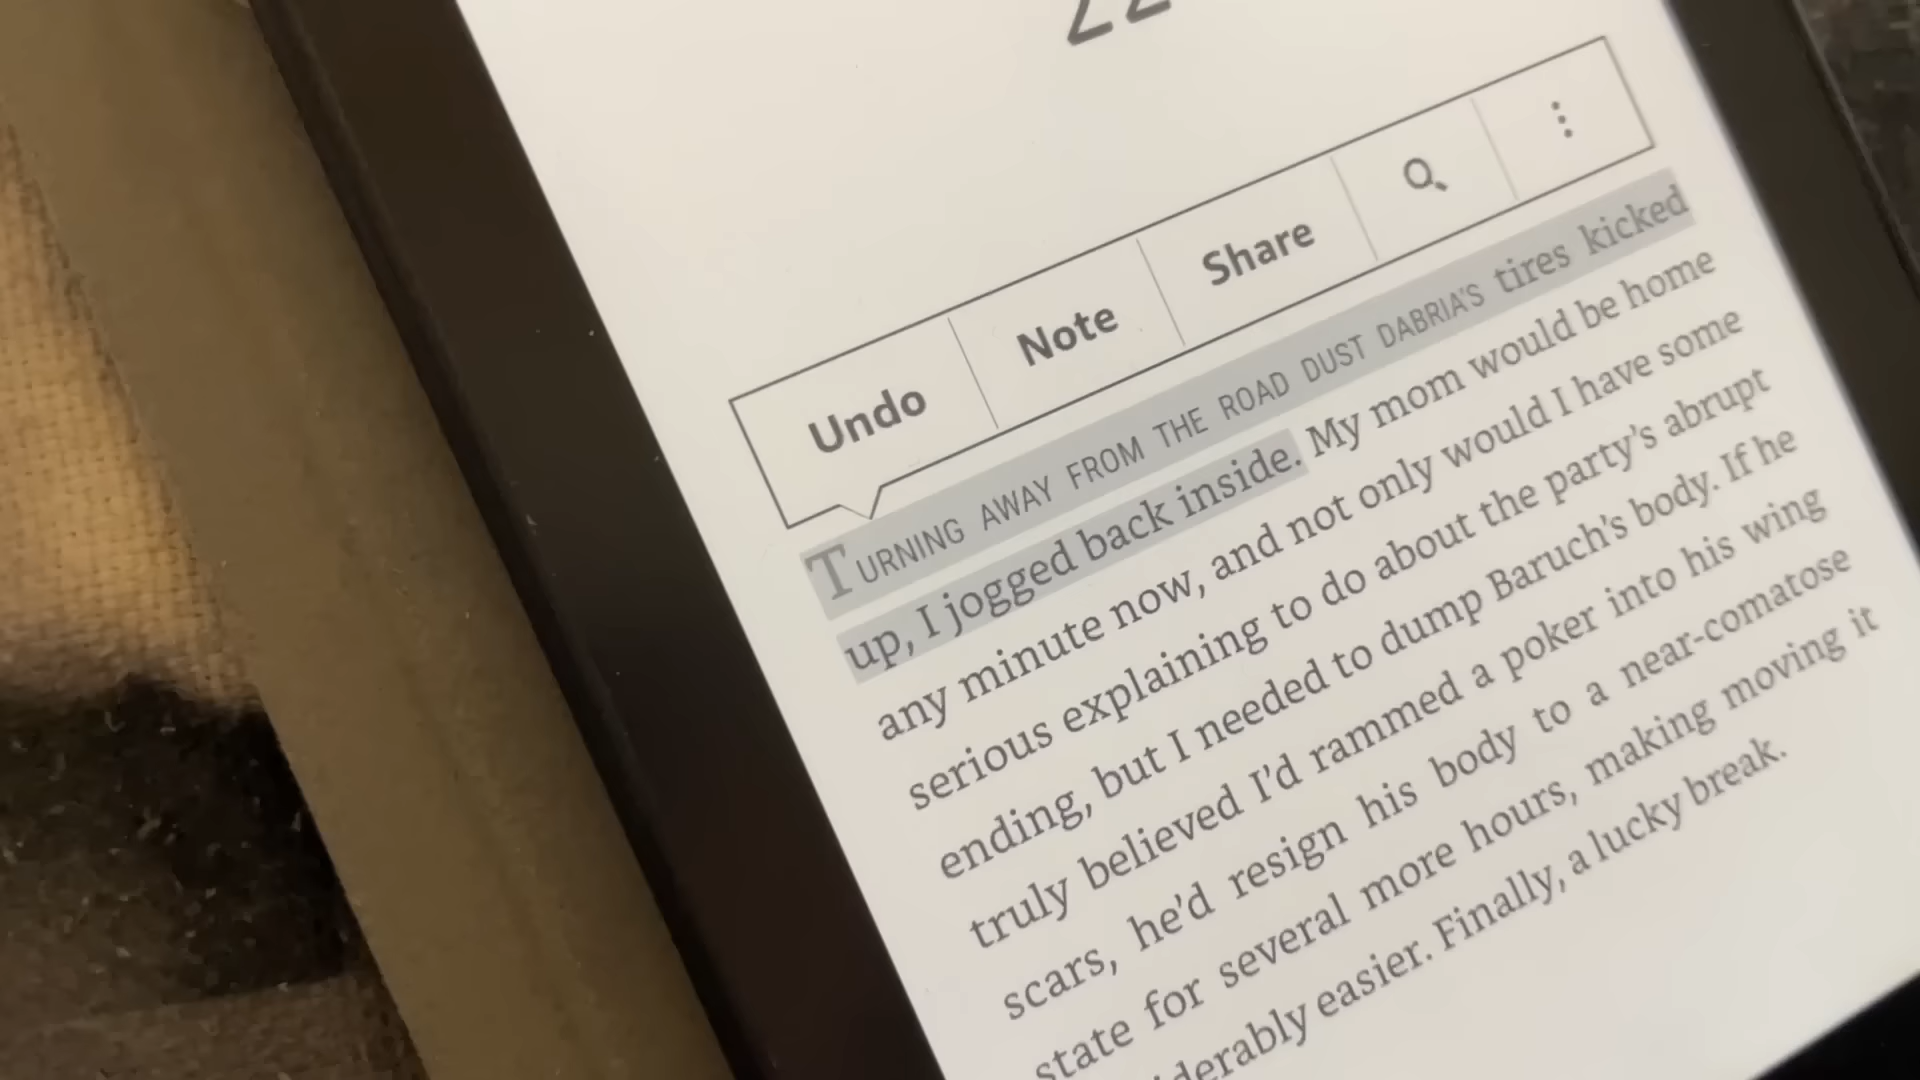 22
Undo Note Share
TURNING AWAY FROM THE ROAD DUST DABRIA'S tires kicked
up, I jogged back inside. My mom would be home
any minute now, and not only would I have some
serious explaining to do about the party's abrupt
ending, but I needed to dump Baruch's body. If he
truly believed I'd rammed a poker into his wing
scars, he'd resign his body to a near-comatose
state for several more hours, making moving it
iderably easier. Finally, a lucky break.